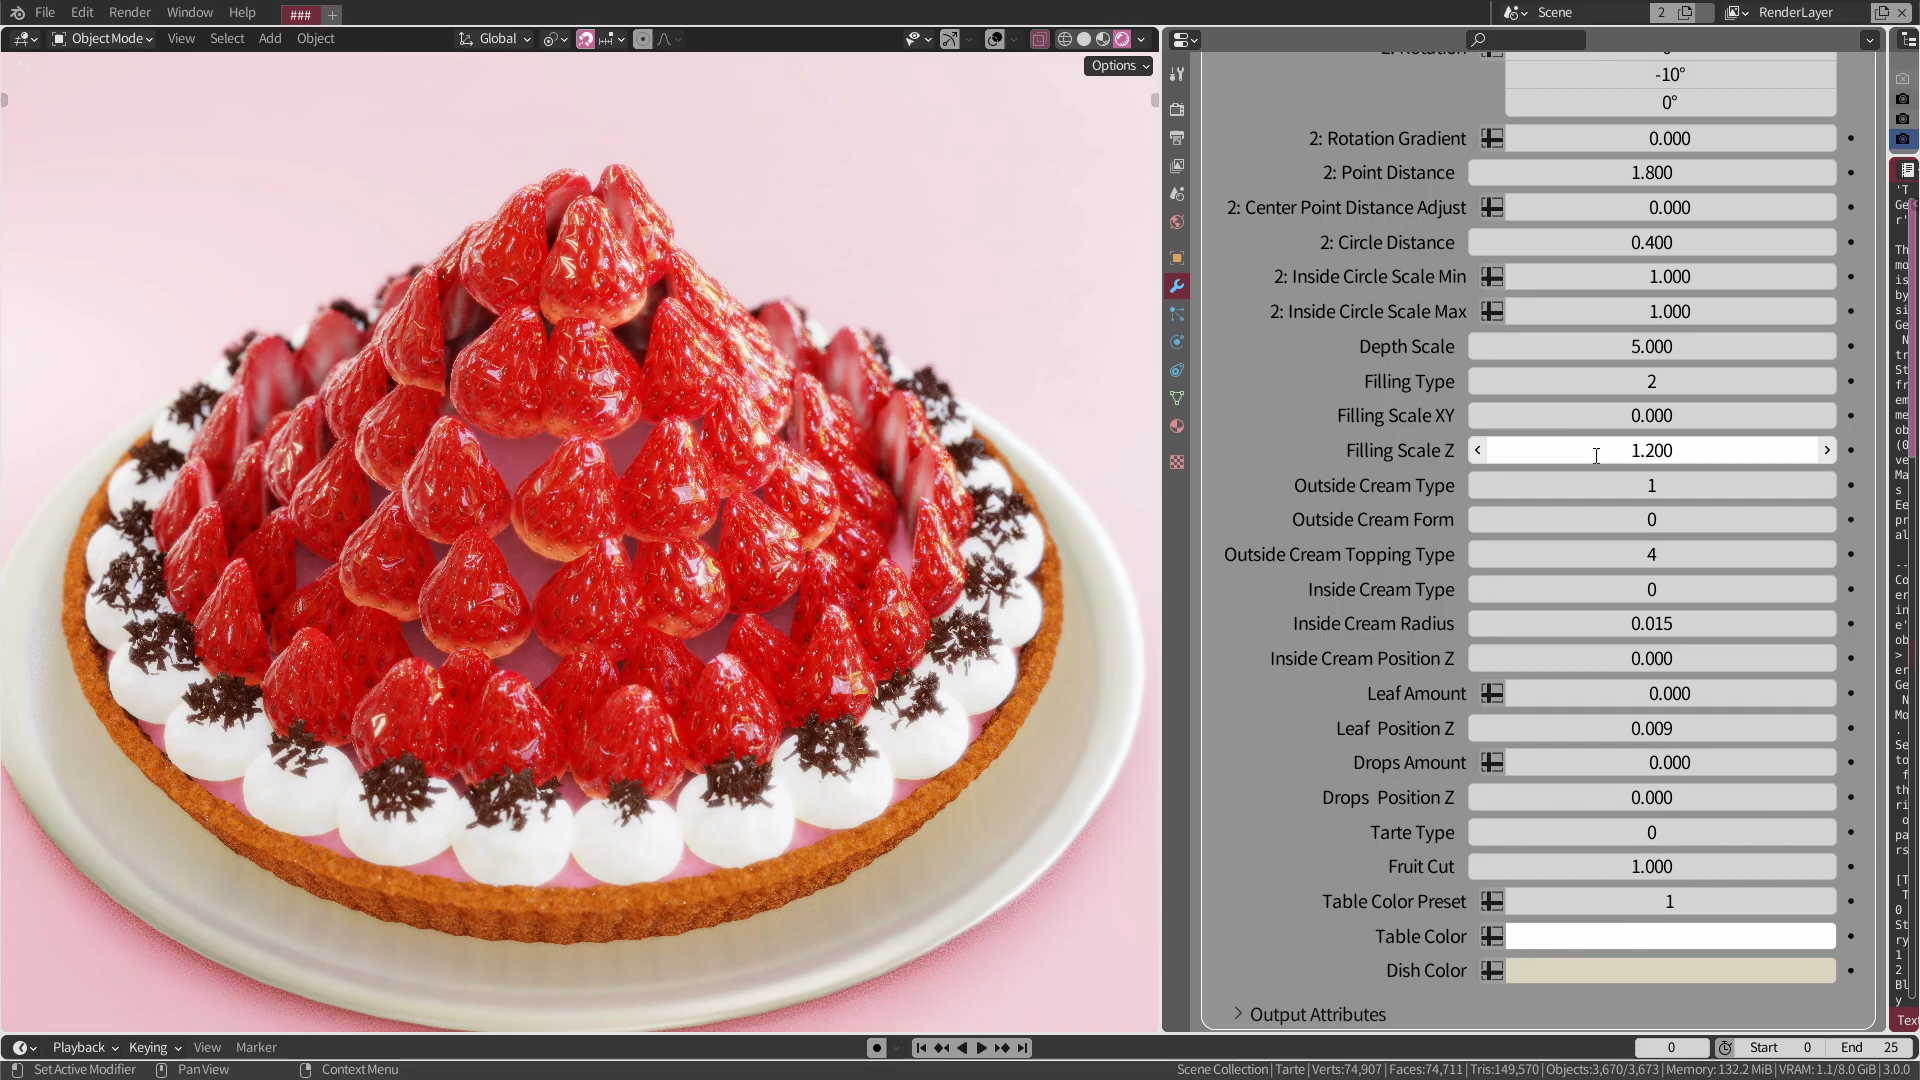 File Edit Render Window Help ### + Scene 2 RenderLayer
Object Mode View Select Add Object Global
Options
-10°
0°
2: Rotation Gradient 0.000
2: Point Distance 1.800
2: Center Point Distance Adjust 0.000
2: Circle Distance 0.400
2: Inside Circle Scale Min 1.000
2: Inside Circle Scale Max 1.000
Depth Scale 5.000
Filling Type 2
Filling Scale XY 0.000
Filling Scale Z 1.200
Outside Cream Type 1
Outside Cream Form 0
Outside Cream Topping Type 4
Inside Cream Type 0
Inside Cream Radius 0.015
Inside Cream Position Z 0.000
Leaf Amount 0.000
Leaf Position Z 0.009
Drops Amount 0.000
Drops Position Z 0.000
Tarte Type 0
Fruit Cut 1.000
Table Color Preset 1
Table Color
Dish Color
Output Attributes
Playback Keying View Marker 0 Start 0 End 25
Set Active Modifier Pan View Context Menu Scene Collection | Tarte | Verts:74,907 | Faces:74,711 | Tris:149,570 | Objects:3,670/3,673 | Memory: 132.2 MiB | VRAM: 1.1/8.0 GiB | 3.0.0